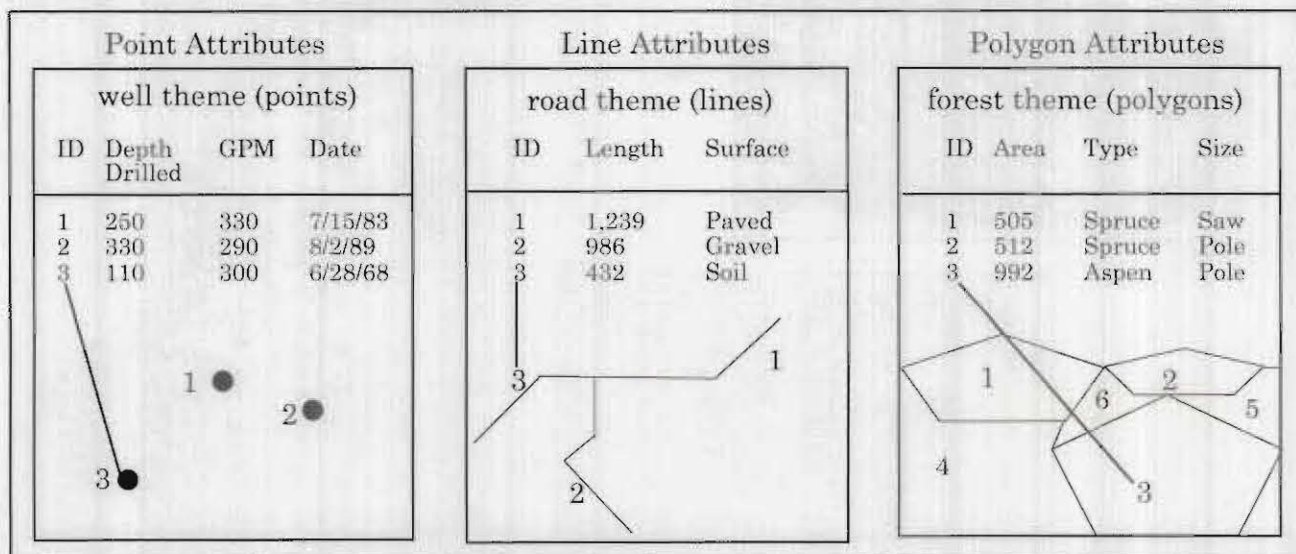 Point Attributes
well theme (points)
ID Depth Drilled GPM Date
1 250 330 7/15/83
2 330 290 8/2/89
3 110 300 6/28/68
1
2
3
Line Attributes
road theme (lines)
ID Length Surface
1 1,239 Paved
2 986 Gravel
3 432 Soil
1
3
2
Polygon Attributes
forest theme (polygons)
ID Area Type Size
1 505 Spruce Saw
2 512 Spruce Pole
3 992 Aspen Pole
1
2
6
5
4
3